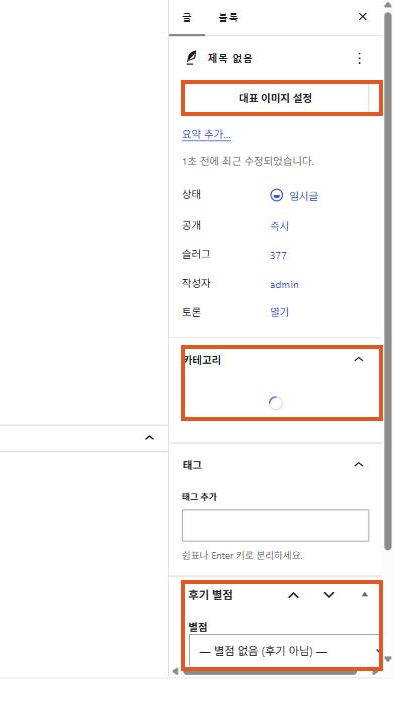 글 블록
제목 없음
대표 이미지 설정
요약 추가...
1초 전에 최근 수정되었습니다.
상태 임시글
공개 즉시
슬러그 377
작성자 admin
토론 열기
카테고리
태그
태그 추가
쉼표나 Enter 키로 분리하세요.
후기 별점
별점
— 별점 없음 (후기 아님) —